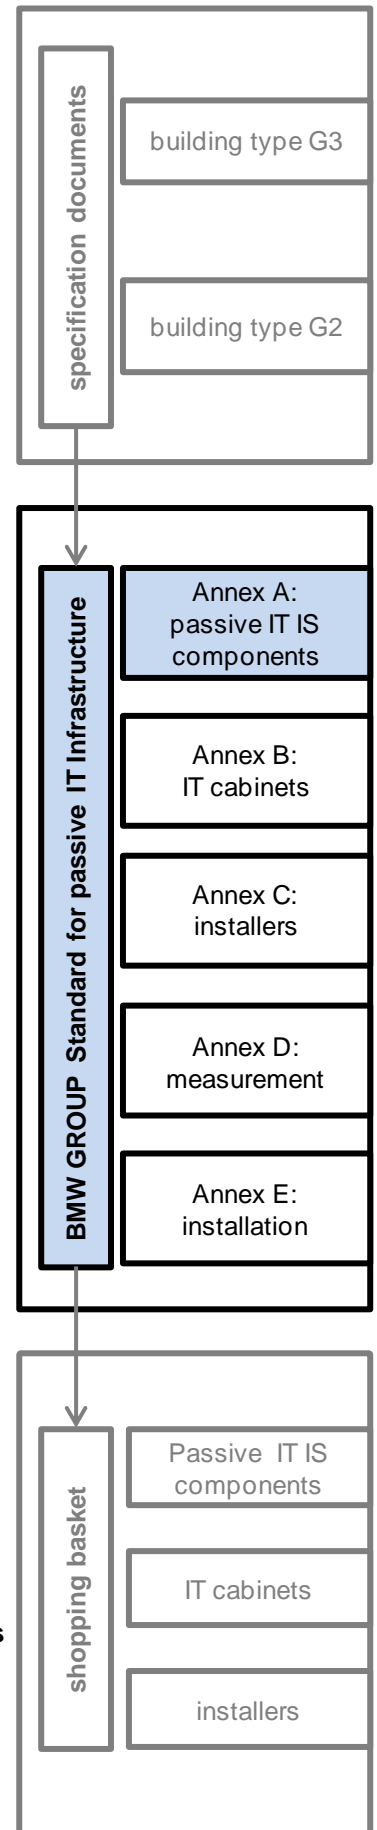 specification documents
building type G3
building type G2
BMW GROUP Standard for passive IT Infrastructure
Annex A:
passive IT IS
components
Annex B:
IT cabinets
Annex C:
installers
Annex D:
measurement
Annex E:
installation
shopping basket
Passive IT IS
components
IT cabinets
s
installers